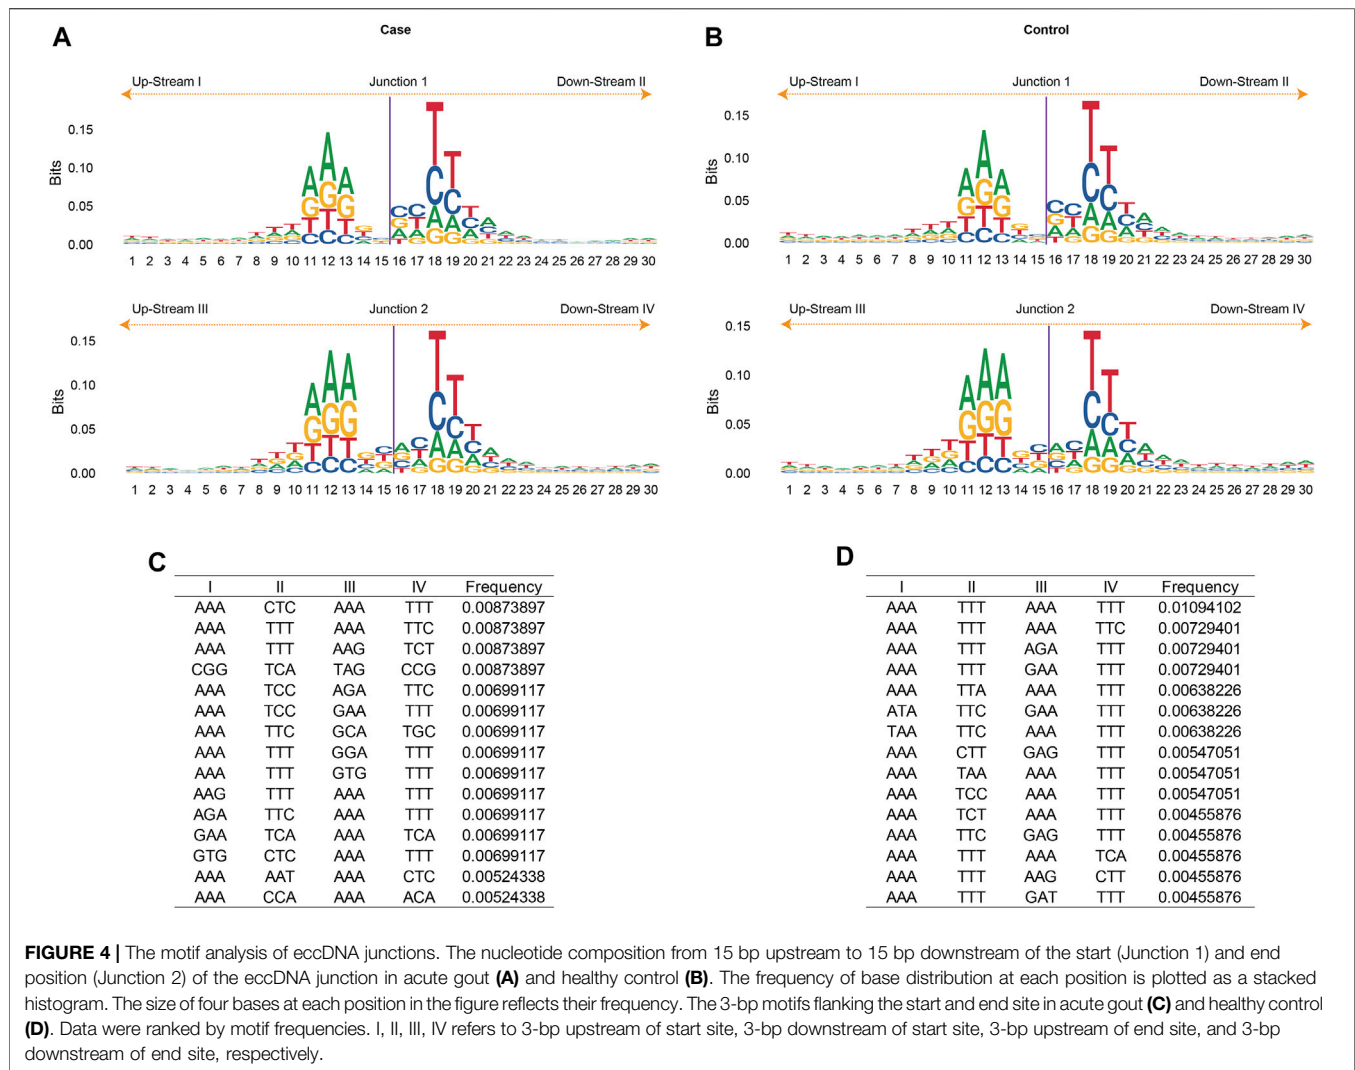 A
Case
B
Control
Up-Stream I Junction 1 Down-Stream II
Up-Stream I Junction 1 Down-Stream II
Bits
0.15
0.10
0.05
0.00
1 2 3 4 5 6 7 8 9 10 11 12 13 14 15 16 17 18 19 20 21 22 23 24 25 26 27 28 29 30
Bits
0.15
0.10
0.05
0.00
1 2 3 4 5 6 7 8 9 10 11 12 13 14 15 16 17 18 19 20 21 22 23 24 25 26 27 28 29 30
Up-Stream III Junction 2 Down-Stream IV
Up-Stream III Junction 2 Down-Stream IV
Bits
0.15
0.10
0.05
0.00
1 2 3 4 5 6 7 8 9 10 11 12 13 14 15 16 17 18 19 20 21 22 23 24 25 26 27 28 29 30
Bits
0.15
0.10
0.05
0.00
1 2 3 4 5 6 7 8 9 10 11 12 13 14 15 16 17 18 19 20 21 22 23 24 25 26 27 28 29 30
C
I II III IV Frequency
AAA CTC AAA TTT 0.00873897
AAA TTT AAA TTC 0.00873897
AAA TTT AAG TCT 0.00873897
CGG TCA TAG CCG 0.00873897
AAA TCC AGA TTC 0.00699117
AAA TCC GAA TTT 0.00699117
AAA TTC GCA TGC 0.00699117
AAA TTT GGA TTT 0.00699117
AAA TTT GTG TTT 0.00699117
AAG TTT AAA TTT 0.00699117
AGA TTC AAA TTT 0.00699117
GAA TCA AAA TCA 0.00699117
GTG CTC AAA TTT 0.00699117
AAA AAT AAA CTC 0.00524338
AAA CCA AAA ACA 0.00524338
D
I II III IV Frequency
AAA TTT AAA TTT 0.01094102
AAA TTT AAA TTC 0.00729401
AAA TTT AGA TTT 0.00729401
AAA TTT GAA TTT 0.00729401
AAA TTA AAA TTT 0.00638226
ATA TTC GAA TTT 0.00638226
TAA TTC AAA TTT 0.00638226
AAA CTT GAG TTT 0.00547051
AAA TAA AAA TTT 0.00547051
AAA TCC AAA TTT 0.00547051
AAA TCT AAA TTT 0.00455876
AAA TTC GAG TTT 0.00455876
AAA TTT AAA TCA 0.00455876
AAA TTT AAG CTT 0.00455876
AAA TTT GAT TTT 0.00455876
FIGURE 4 | The motif analysis of eccDNA junctions. The nucleotide composition from 15 bp upstream to 15 bp downstream of the start (Junction 1) and end
position (Junction 2) of the eccDNA junction in acute gout (A) and healthy control (B). The frequency of base distribution at each position is plotted as a stacked
histogram. The size of four bases at each position in the figure reflects their frequency. The 3-bp motifs flanking the start and end site in acute gout (C) and healthy control
(D). Data were ranked by motif frequencies. I, II, III, IV refers to 3-bp upstream of start site, 3-bp downstream of start site, 3-bp upstream of end site, and 3-bp
downstream of end site, respectively.